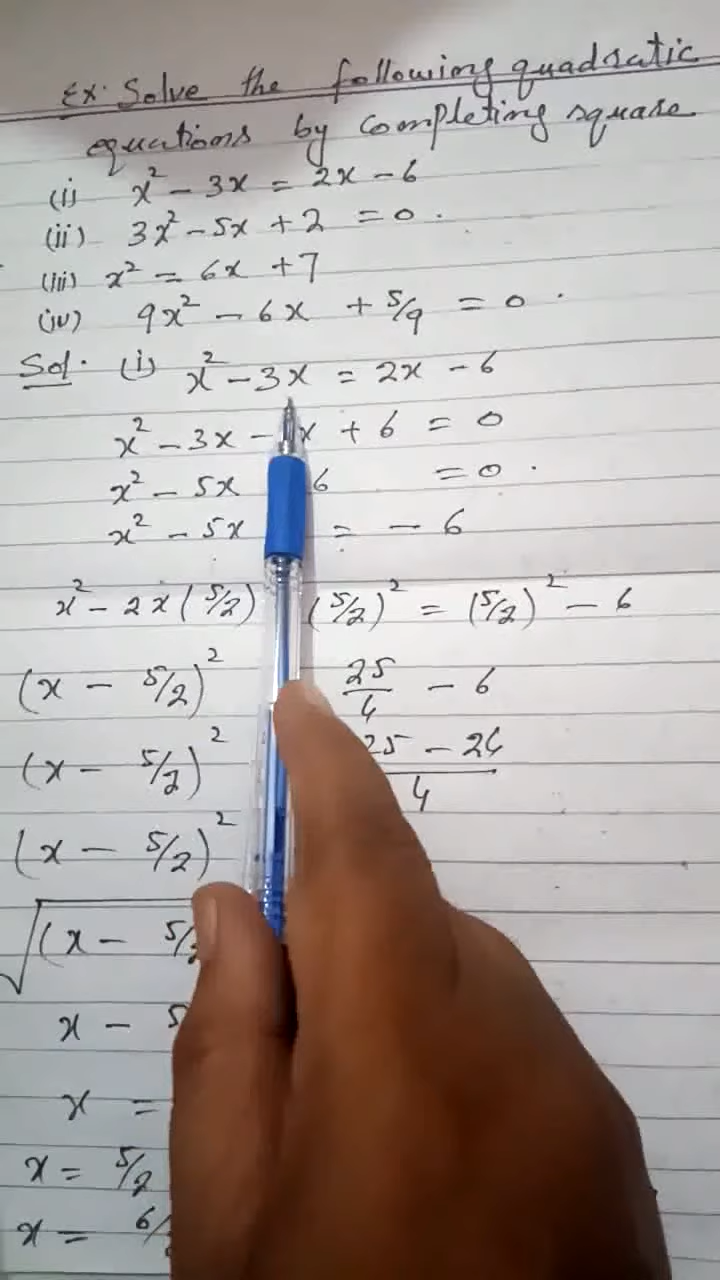 Ex: Solve the following quadratic
equations by completing square
(i) x² - 3x = 2x - 6
(ii) 3x² - 5x + 2 = 0.
(iii) x² = 6x + 7
(iv) 9x² - 6x + 5/9 = 0.
Sol. (i) x² - 3x = 2x - 6
x² - 3x - x + 6 = 0
x² - 5x 6 = 0.
x² - 5x = - 6
x² - 2x(5/2) (5/2)² = (5/2)² - 6
(x - 5/2)² 25/4 - 6
(x - 5/2)² 25 - 24/4
(x - 5/2)²
√(x - 5/
x - 5
x =
x = 5/2
x = 6/